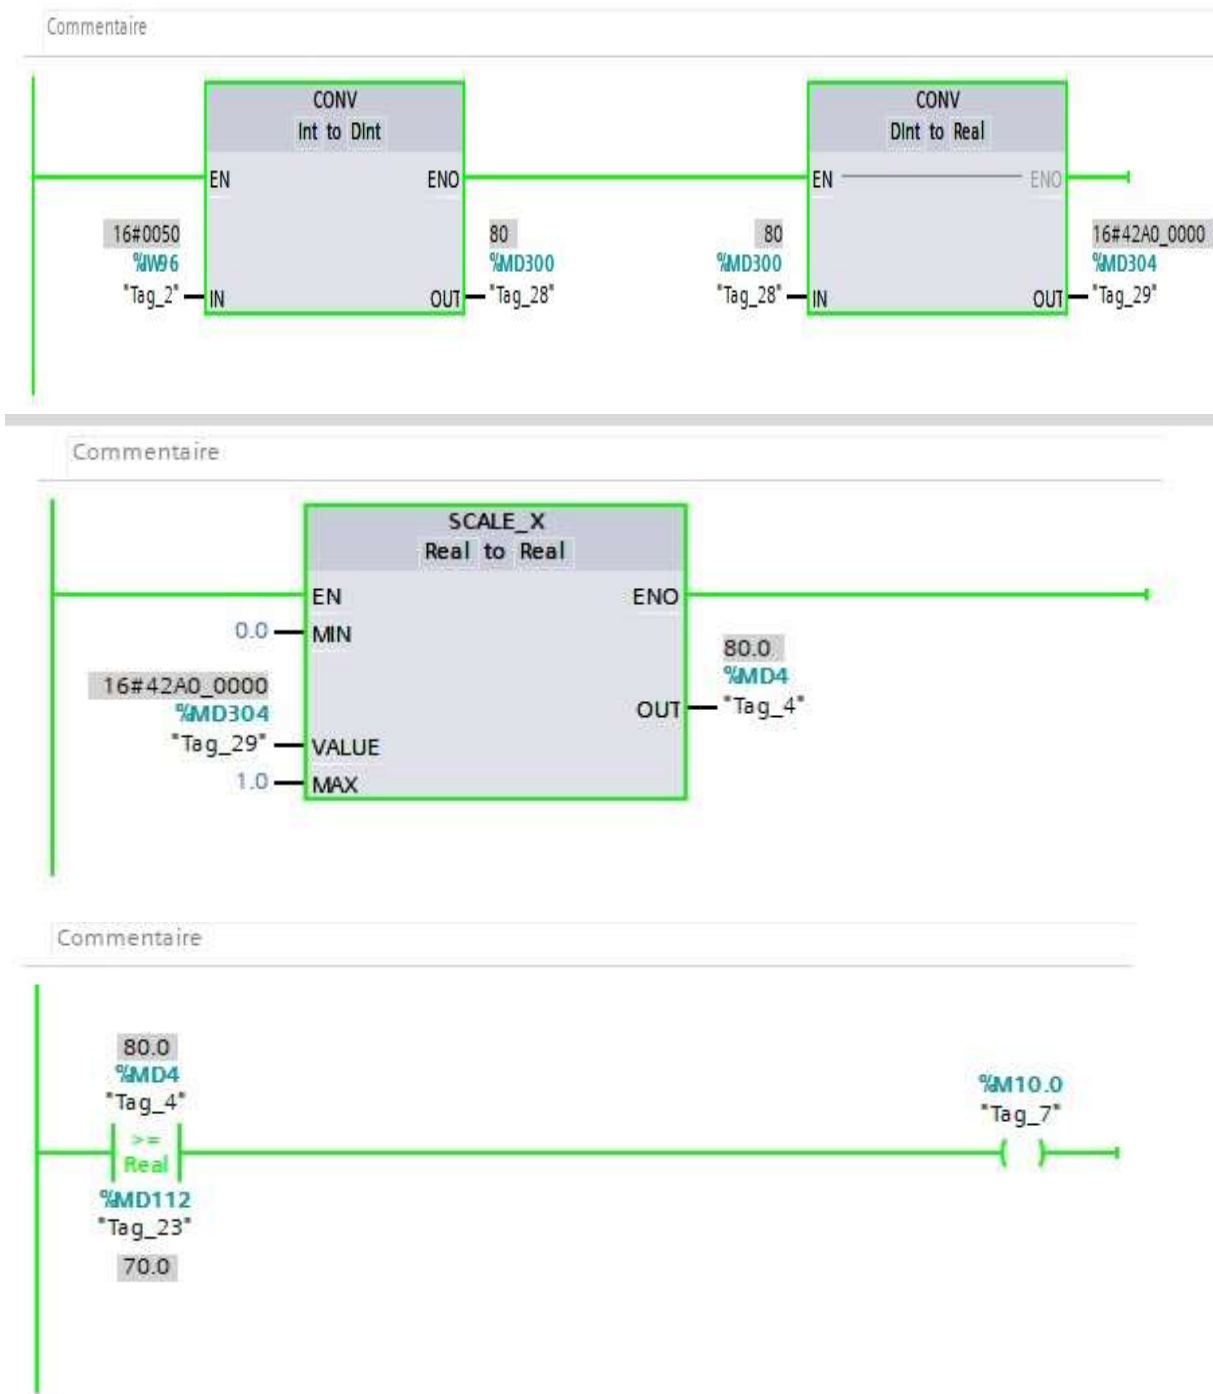 Commentaire
CONV
Int to DInt
CONV
DInt to Real
EN
ENO
EN
ENO
16#0050
%IW96
"Tag_2"
IN
OUT
80
%MD300
"Tag_28"
80
%MD300
"Tag_28"
IN
OUT
16#42A0_0000
%MD304
"Tag_29"
Commentaire
SCALE_X
Real to Real
EN
ENO
0.0
MIN
16#42A0_0000
%MD304
"Tag_29"
VALUE
1.0
MAX
OUT
80.0
%MD4
"Tag_4"
Commentaire
80.0
%MD4
"Tag_4"
>=
Real
%MD112
"Tag_23"
70.0
%M10.0
"Tag_7"
( )